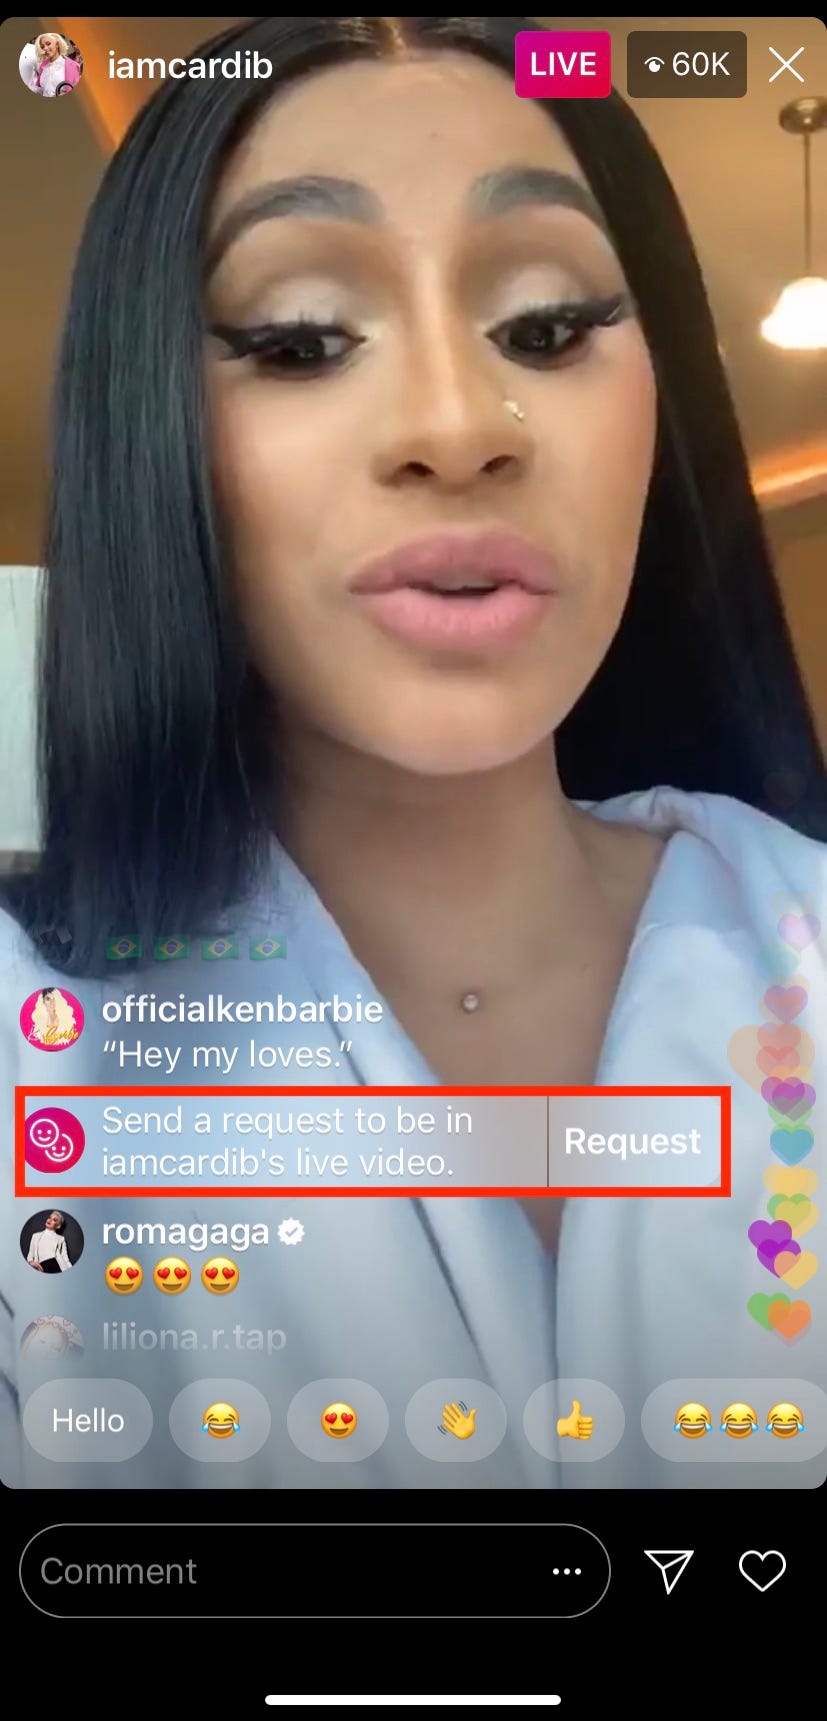 iamcardib
LIVE
60K
officialkenbarbie
“Hey my loves.”
Send a request to be in
iamcardib's live video.
Request
romagaga
liliona.r.tap
Hello
Comment